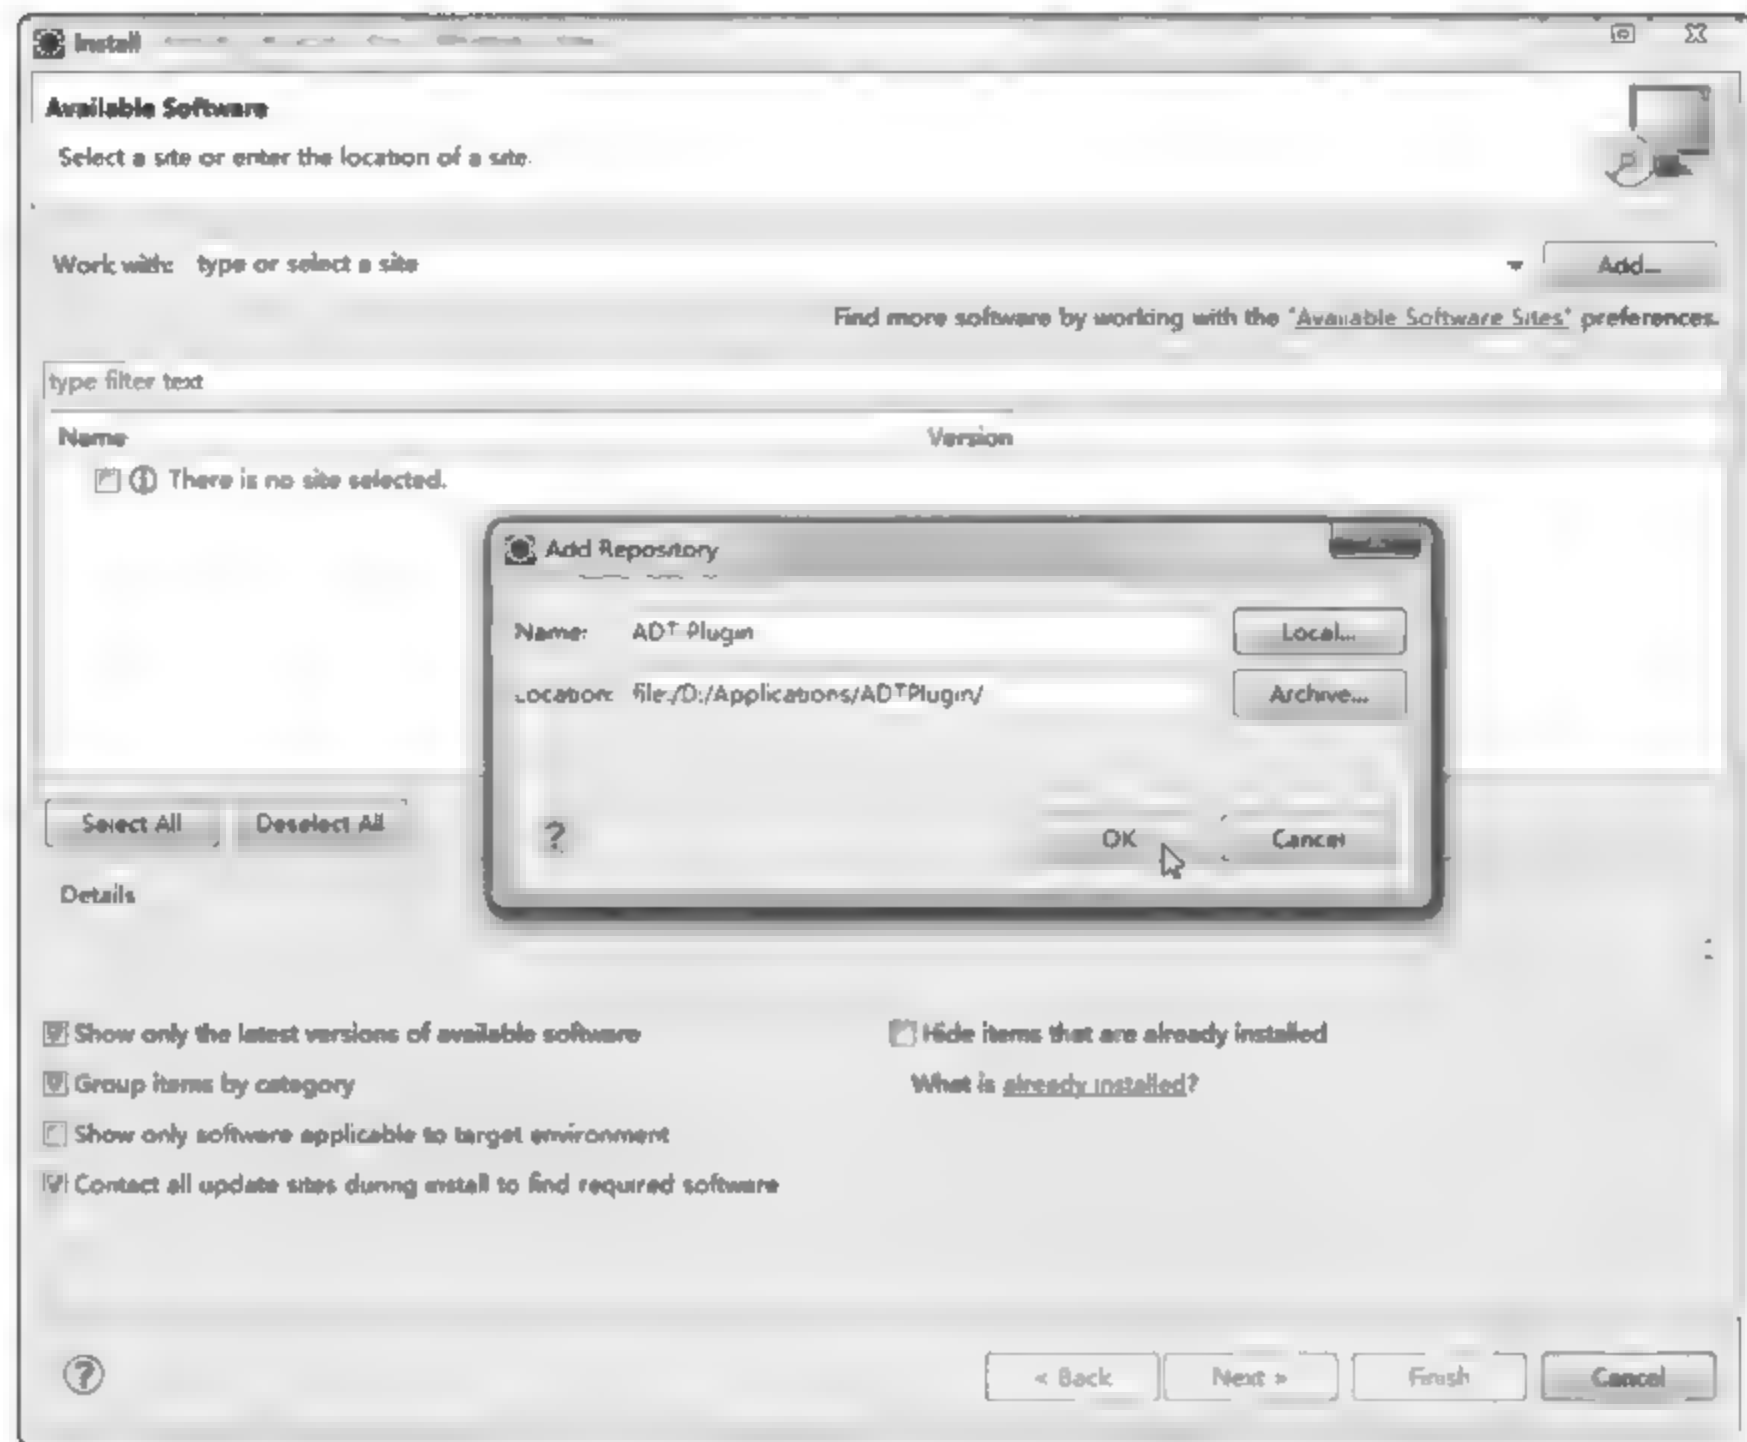 Install
Available Software
Select a site or enter the location of a site.
Work with: type or select a site
Add...
Find more software by working with the "Available Software Sites" preferences.
type filter text
Name Version
There is no site selected.
Add Repository
Name: ADT Plugin Local...
Location: file:/D:/Applications/ADTPlugin/ Archive...
? OK Cancel
Select All Deselect All
Details
Show only the latest versions of available software Hide items that are already installed
Group items by category What is already installed?
Show only software applicable to target environment
Contact all update sites during install to find required software
? < Back Next > Finish Cancel